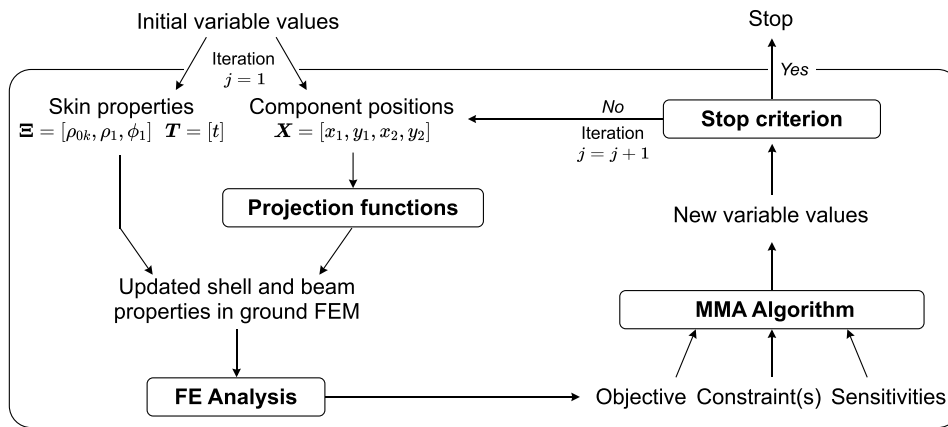 Initial variable values
Iteration
j = 1
Skin properties
Ξ = [ρ₀ₖ, ρ₁, ϕ₁] T = [t]
Component positions
X = [x₁, y₁, x₂, y₂]
Projection functions
Updated shell and beam
properties in ground FEM
FE Analysis
Objective Constraint(s) Sensitivities
MMA Algorithm
New variable values
Stop criterion
No
Iteration
j = j + 1
Yes
Stop